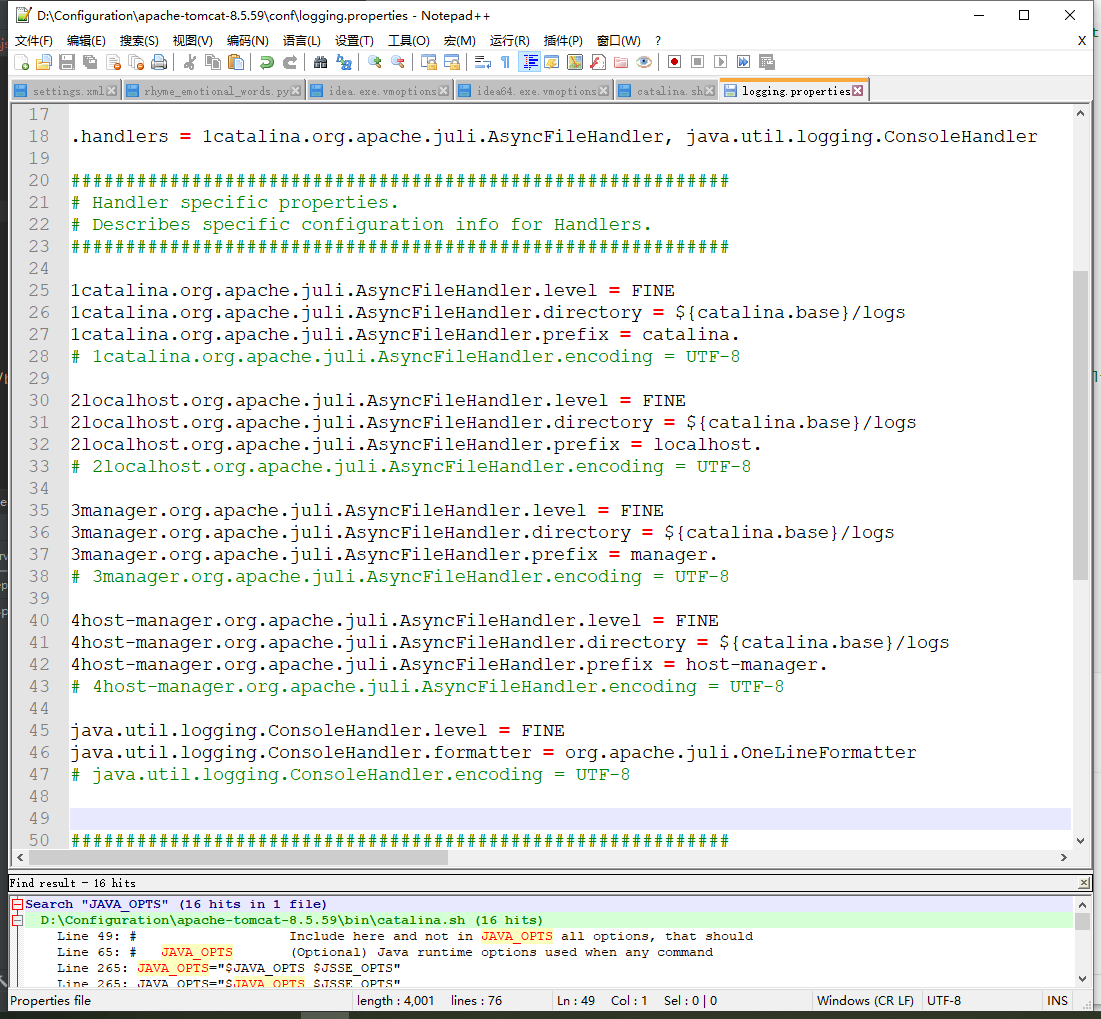 D:\Configuration\apache-tomcat-8.5.59\conf\logging.properties - Notepad++
文件(F) 编辑(E) 搜索(S) 视图(V) 编码(N) 语言(L) 设置(T) 工具(O) 宏(M) 运行(R) 插件(P) 窗口(W) ? X
settings.xml rhyme_emotional_words.py idea.exe.vmoptions idea64.exe.vmoptions catalina.sh logging.properties
17
18 .handlers = 1catalina.org.apache.juli.AsyncFileHandler, java.util.logging.ConsoleHandler
19
20 ############################################################
21 # Handler specific properties.
22 # Describes specific configuration info for Handlers.
23 ############################################################
24
25 1catalina.org.apache.juli.AsyncFileHandler.level = FINE
26 1catalina.org.apache.juli.AsyncFileHandler.directory = ${catalina.base}/logs
27 1catalina.org.apache.juli.AsyncFileHandler.prefix = catalina.
28 # 1catalina.org.apache.juli.AsyncFileHandler.encoding = UTF-8
29
30 2localhost.org.apache.juli.AsyncFileHandler.level = FINE
31 2localhost.org.apache.juli.AsyncFileHandler.directory = ${catalina.base}/logs
32 2localhost.org.apache.juli.AsyncFileHandler.prefix = localhost.
33 # 2localhost.org.apache.juli.AsyncFileHandler.encoding = UTF-8
34
35 3manager.org.apache.juli.AsyncFileHandler.level = FINE
36 3manager.org.apache.juli.AsyncFileHandler.directory = ${catalina.base}/logs
37 3manager.org.apache.juli.AsyncFileHandler.prefix = manager.
38 # 3manager.org.apache.juli.AsyncFileHandler.encoding = UTF-8
39
40 4host-manager.org.apache.juli.AsyncFileHandler.level = FINE
41 4host-manager.org.apache.juli.AsyncFileHandler.directory = ${catalina.base}/logs
42 4host-manager.org.apache.juli.AsyncFileHandler.prefix = host-manager.
43 # 4host-manager.org.apache.juli.AsyncFileHandler.encoding = UTF-8
44
45 java.util.logging.ConsoleHandler.level = FINE
46 java.util.logging.ConsoleHandler.formatter = org.apache.juli.OneLineFormatter
47 # java.util.logging.ConsoleHandler.encoding = UTF-8
48
49
50 ############################################################
Find result - 16 hits
Search "JAVA_OPTS" (16 hits in 1 file)
D:\Configuration\apache-tomcat-8.5.59\bin\catalina.sh (16 hits)
Line 49: # Include here and not in JAVA_OPTS all options, that should
Line 65: # JAVA_OPTS (Optional) Java runtime options used when any command
Line 265: JAVA_OPTS="$JAVA_OPTS $JSSE_OPTS"
Line 265: JAVA_OPTS="$JAVA_OPTS $JSSE_OPTS"
Properties file length : 4,001 lines : 76 Ln : 49 Col : 1 Sel : 0 | 0 Windows (CR LF) UTF-8 INS